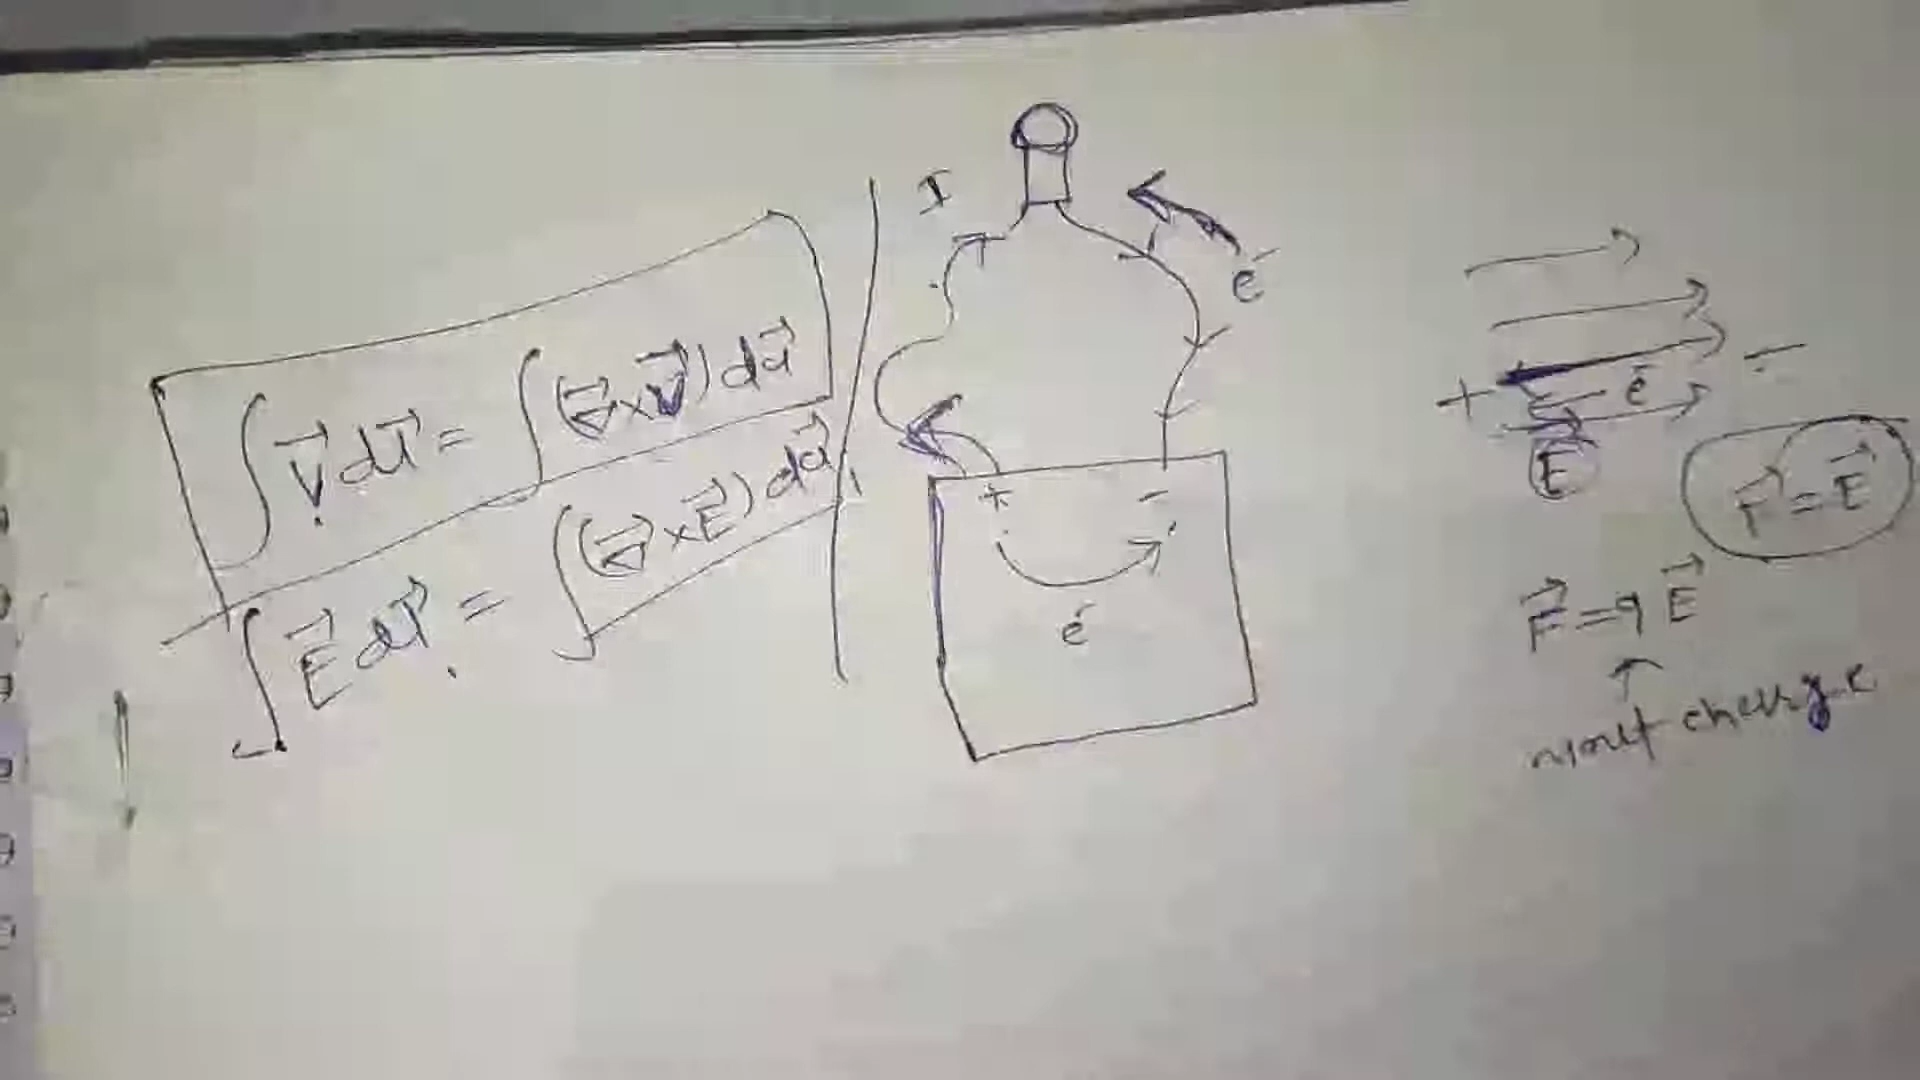 ∫ V⃗ dl⃗ = ∫ (∇⃗ × V⃗) da⃗
∫ E⃗ dl⃗ = ∫ (∇⃗ × E⃗) da⃗
I
e⁻
+ −
e⁻
+ e⁻ −
E
F⃗ = E⃗
F⃗ = q E⃗
↑
unit charge